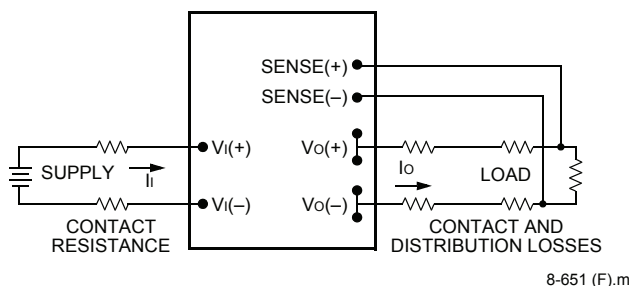 SENSE(+)
SENSE(–)
SUPPLY
II
VI(+)
VO(+)
IO
LOAD
VI(–)
VO(–)
CONTACT
RESISTANCE
CONTACT AND
DISTRIBUTION LOSSES
8-651 (F).m